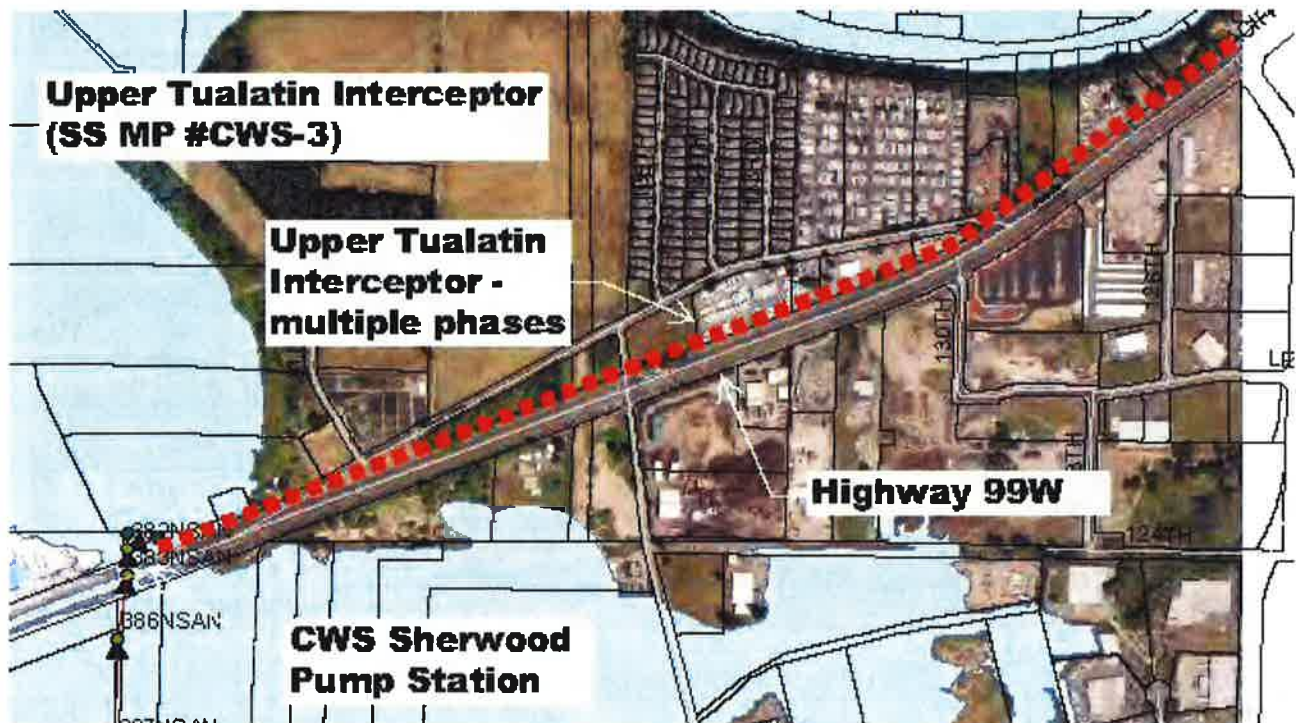 Upper Tualatin Interceptor
(SS MP #CWS-3)
Upper Tualatin
Interceptor -
multiple phases
130TH
Highway 99W
124TH
386NSAN
CWS Sherwood
Pump Station